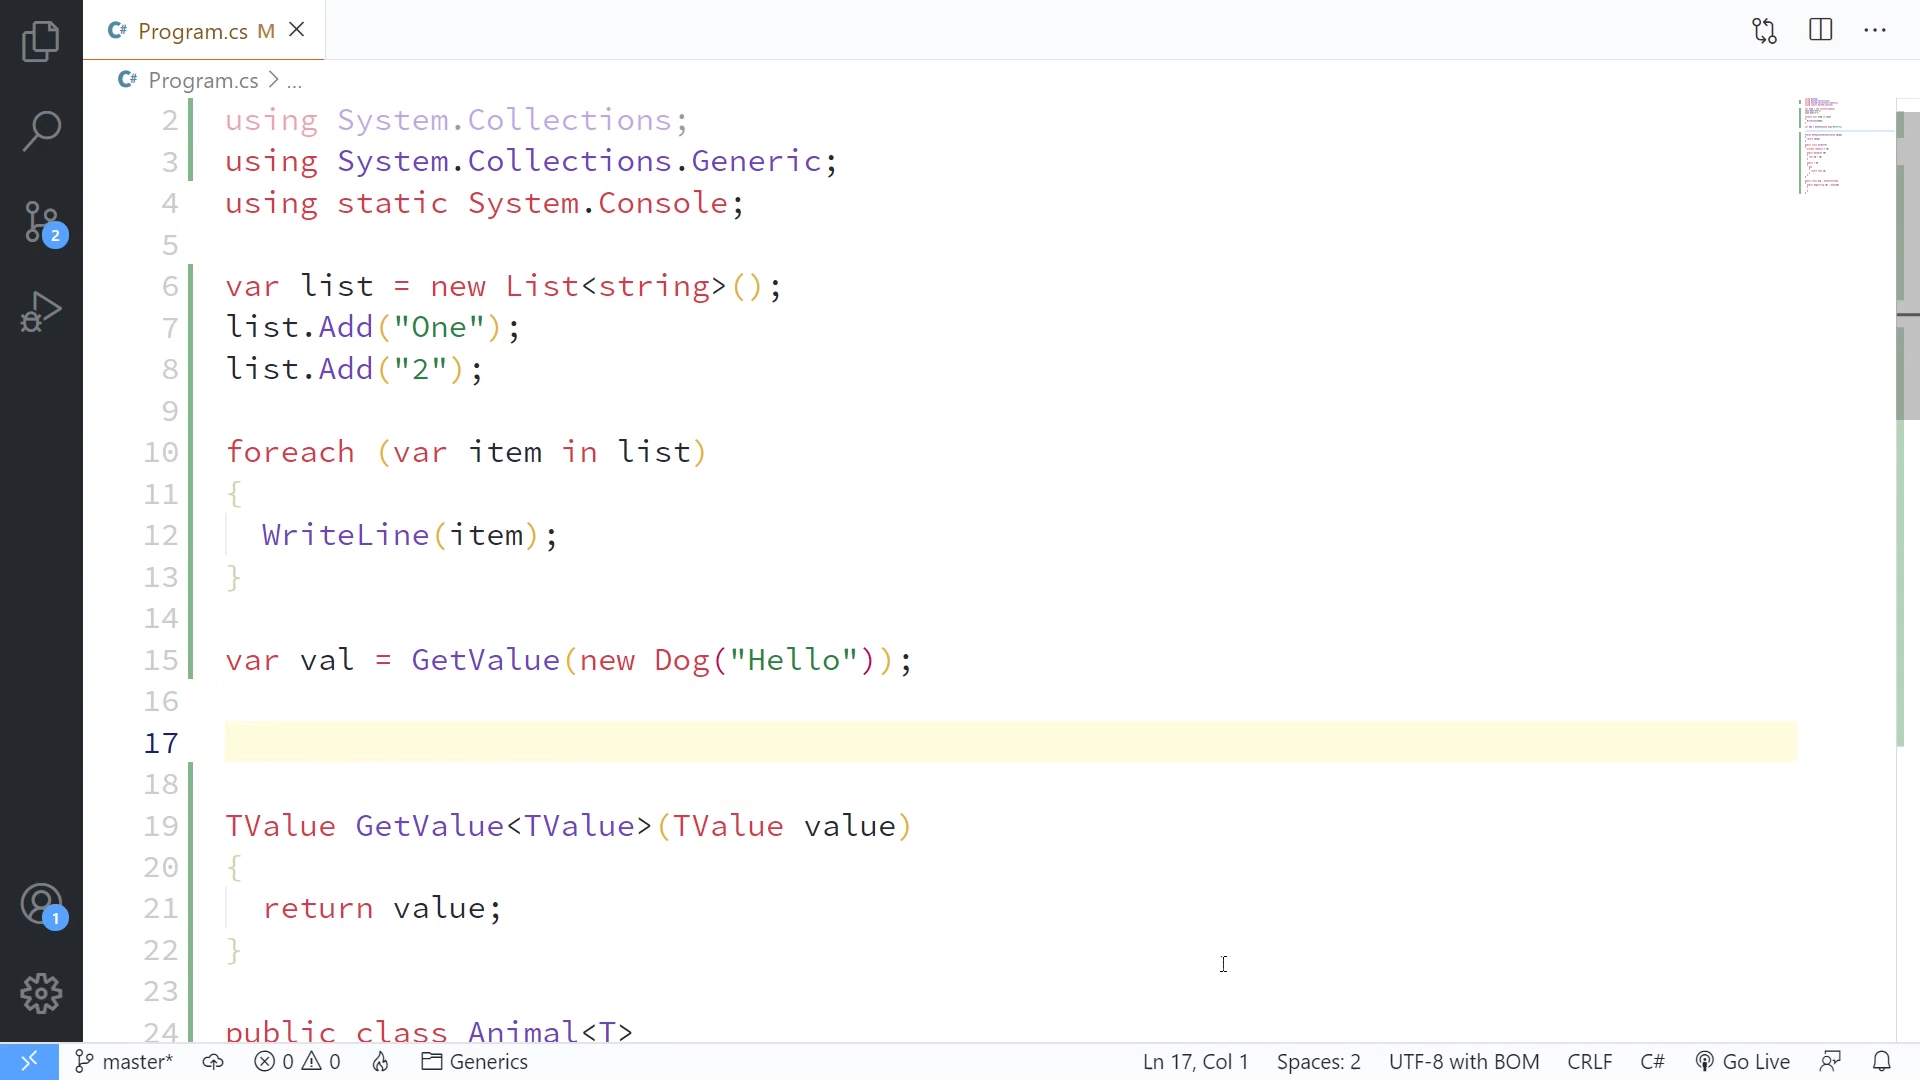 C# Program.cs M
C# Program.cs > ...
2 using System.Collections;
3 using System.Collections.Generic;
4 using static System.Console;
5
6 var list = new List<string>();
7 list.Add("One");
8 list.Add("2");
9
10 foreach (var item in list)
11 {
12 WriteLine(item);
13 }
14
15 var val = GetValue(new Dog("Hello"));
16
17
18
19 TValue GetValue<TValue>(TValue value)
20 {
21 return value;
22 }
23
24 public class Animal<T>
2
1
master* 0 0 Generics Ln 17, Col 1 Spaces: 2 UTF-8 with BOM CRLF C# Go Live